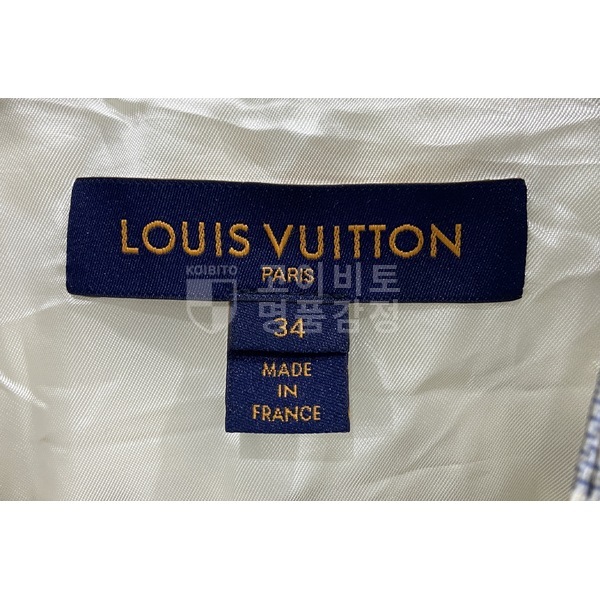 LOUIS VUITTON
PARIS
KOIBITO
코이비토
명품감정
34
MADE
IN
FRANCE